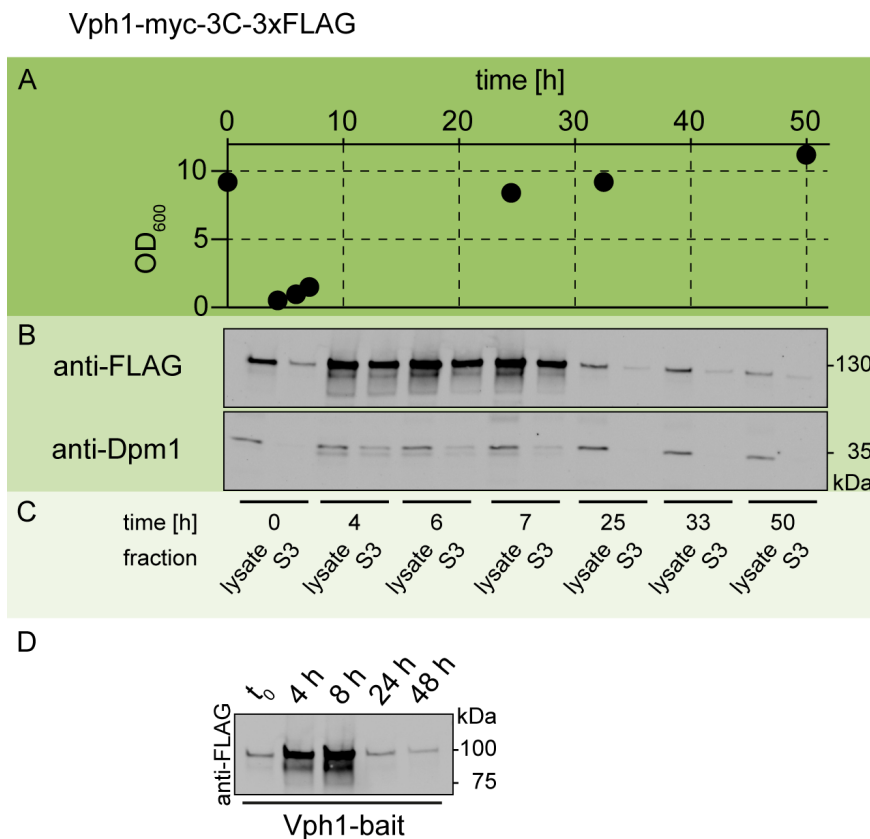 Vph1-myc-3C-3xFLAG
A
time [h]
0 10 20 30 40 50
10
5
0
OD600
B
anti-FLAG
-130
anti-Dpm1
- 35
kDa
C
time [h] 0 4 6 7 25 33 50
fraction lysate S3 lysate S3 lysate S3 lysate S3 lysate S3 lysate S3 lysate S3
D
t0 4 h 8 h 24 h 48 h
kDa
anti-FLAG
-100
- 75
Vph1-bait